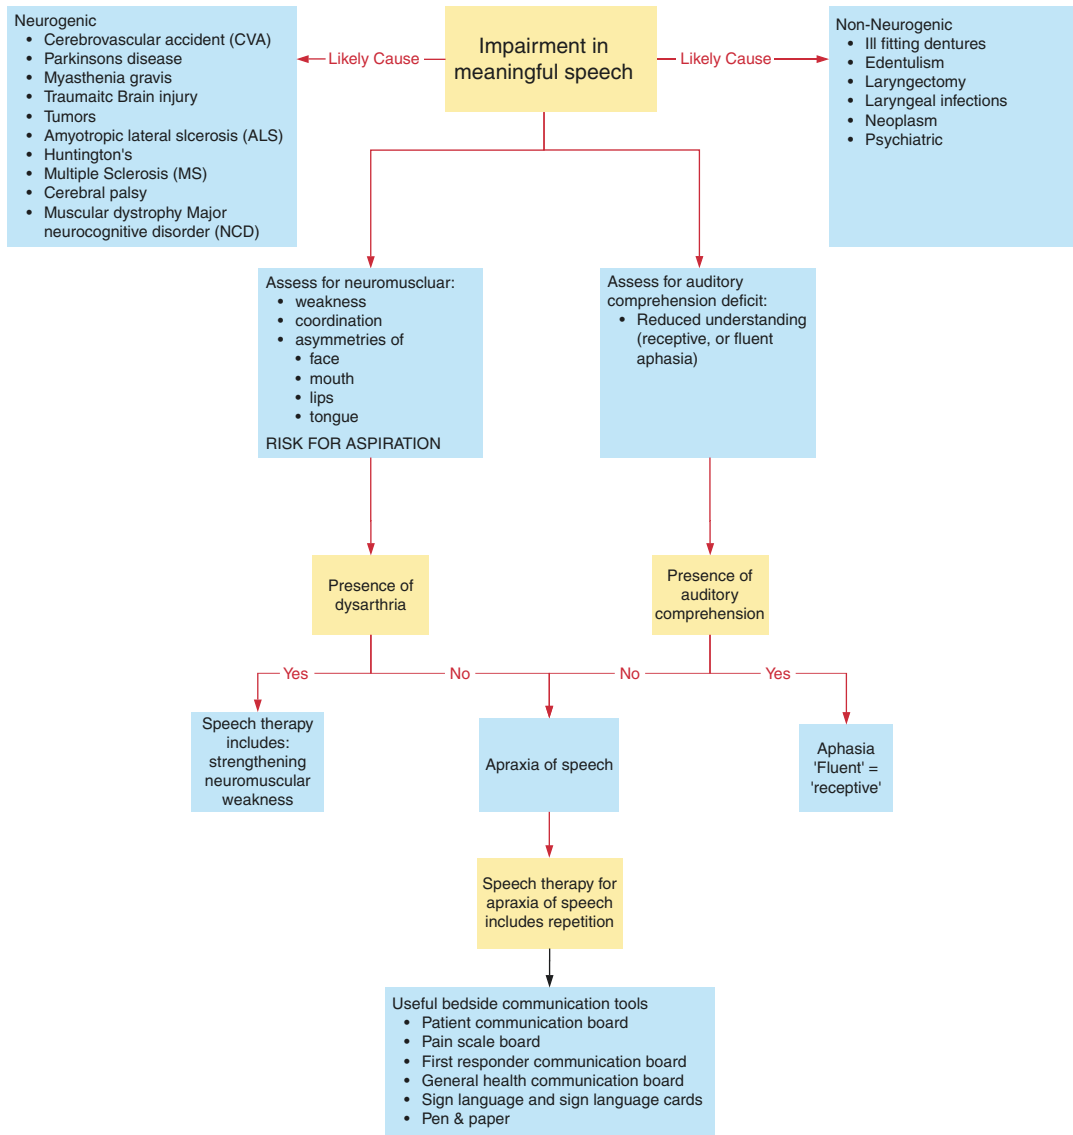 Neurogenic
• Cerebrovascular accident (CVA)
• Parkinsons disease
• Myasthenia gravis
• Traumaitc Brain injury
• Tumors
• Amyotropic lateral slcerosis (ALS)
• Huntington's
• Multiple Sclerosis (MS)
• Cerebral palsy
• Muscular dystrophy Major
neurocognitive disorder (NCD)
Likely Cause
Impairment in
meaningful speech
Likely Cause
Non-Neurogenic
• Ill fitting dentures
• Edentulism
• Laryngectomy
• Laryngeal infections
• Neoplasm
• Psychiatric
Assess for neuromuscluar:
• weakness
• coordination
• asymmetries of
• face
• mouth
• lips
• tongue
RISK FOR ASPIRATION
Assess for auditory
comprehension deficit:
• Reduced understanding
(receptive, or fluent
aphasia)
Presence of
dysarthria
Presence of
auditory
comprehension
Yes
No
No
Yes
Speech therapy
includes:
strengthening
neuromuscular
weakness
Apraxia of speech
Aphasia
'Fluent' =
'receptive'
Speech therapy for
apraxia of speech
includes repetition
Useful bedside communication tools
• Patient communication board
• Pain scale board
• First responder communication board
• General health communication board
• Sign language and sign language cards
• Pen & paper